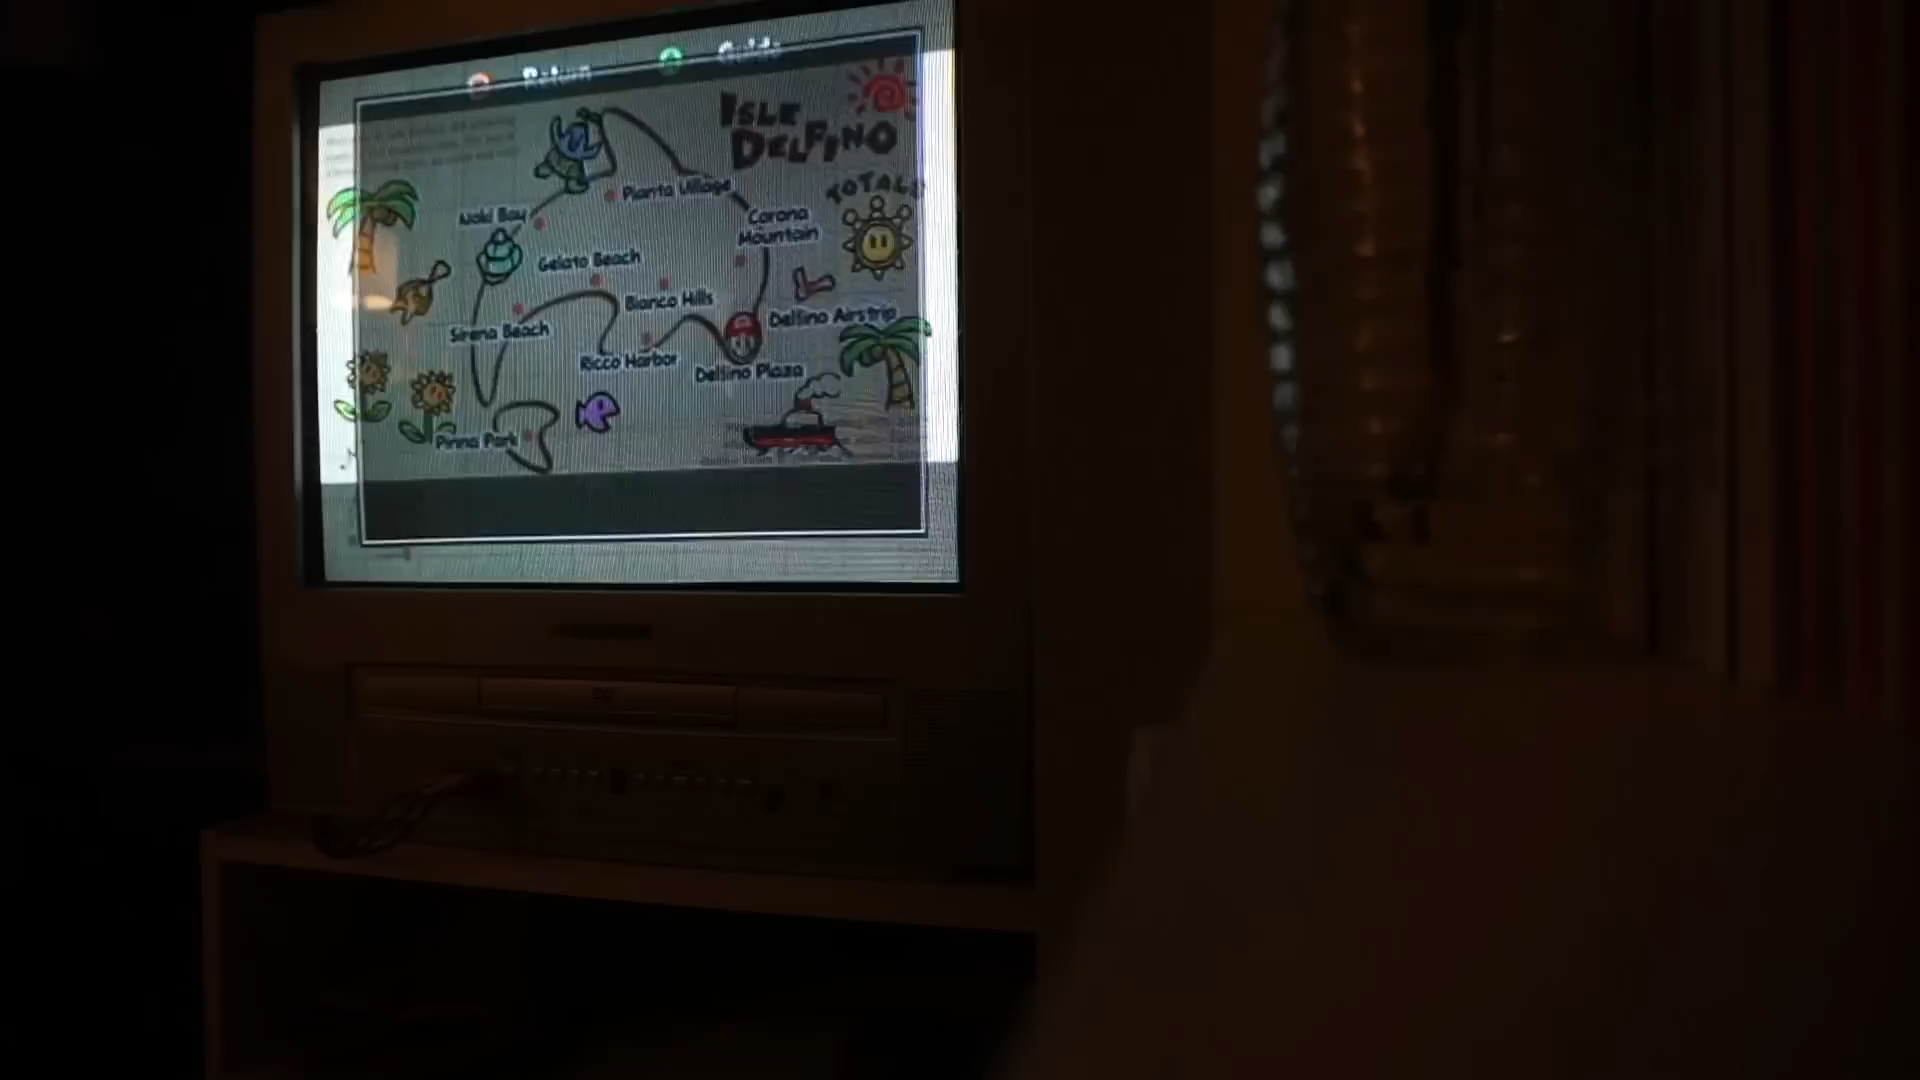 Return Guide
ISLE
DELFINO
TOTALS
Pianta Village
Noki Bay
Corona
Mountain
Gelato Beach
Bianco Hills
Delfino Airstrip
Sirena Beach
Ricco Harbor
Delfino Plaza
Pinna Park